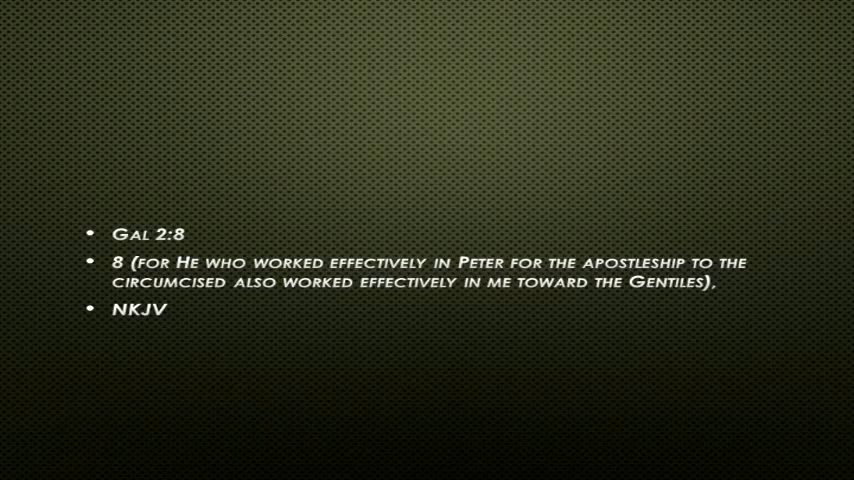 • Gal 2:8
• 8 (for He who worked effectively in Peter for the apostleship to the
circumcised also worked effectively in me toward the Gentiles),
• NKJV